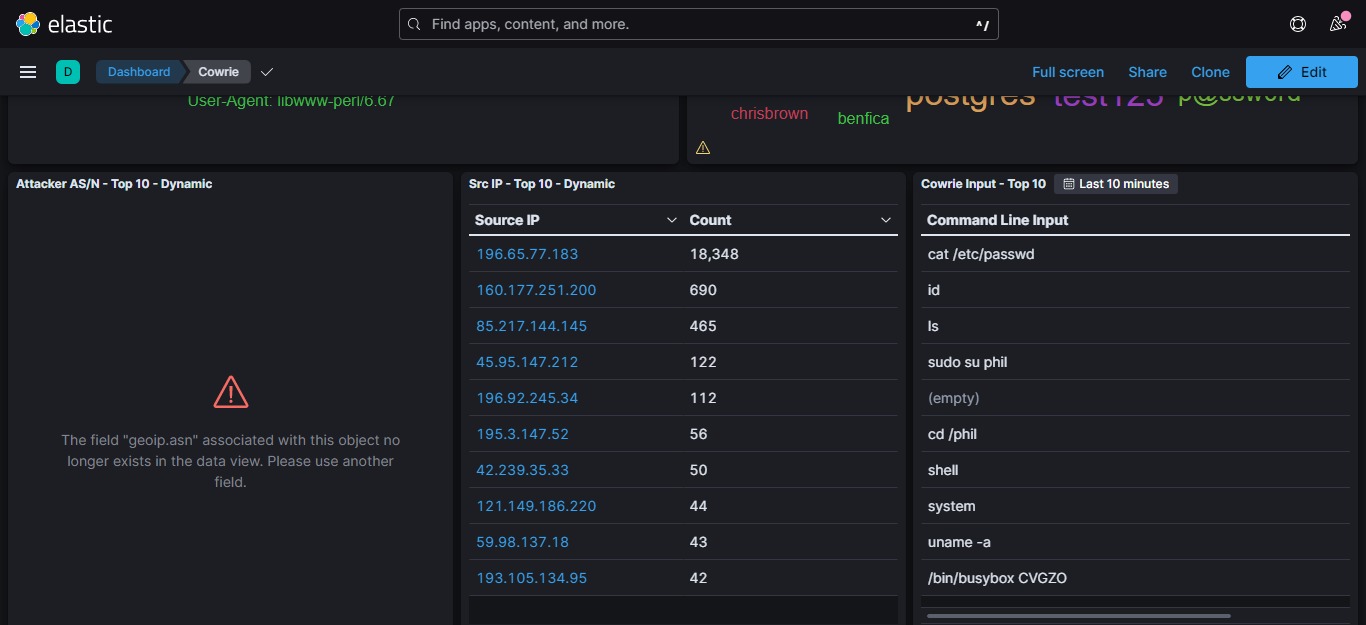 elastic
Find apps, content, and more.
^/
D
Dashboard
Cowrie
Full screen
Share
Clone
Edit
User-Agent: libwww-perl/6.67
postgres test123 p@ssword
chrisbrown
benfica
Attacker AS/N - Top 10 - Dynamic
The field "geoip.asn" associated with this object no
longer exists in the data view. Please use another
field.
Src IP - Top 10 - Dynamic
Source IP Count
196.65.77.183 18,348
160.177.251.200 690
85.217.144.145 465
45.95.147.212 122
196.92.245.34 112
195.3.147.52 56
42.239.35.33 50
121.149.186.220 44
59.98.137.18 43
193.105.134.95 42
Cowrie Input - Top 10 Last 10 minutes
Command Line Input
cat /etc/passwd
id
ls
sudo su phil
(empty)
cd /phil
shell
system
uname -a
/bin/busybox CVGZO